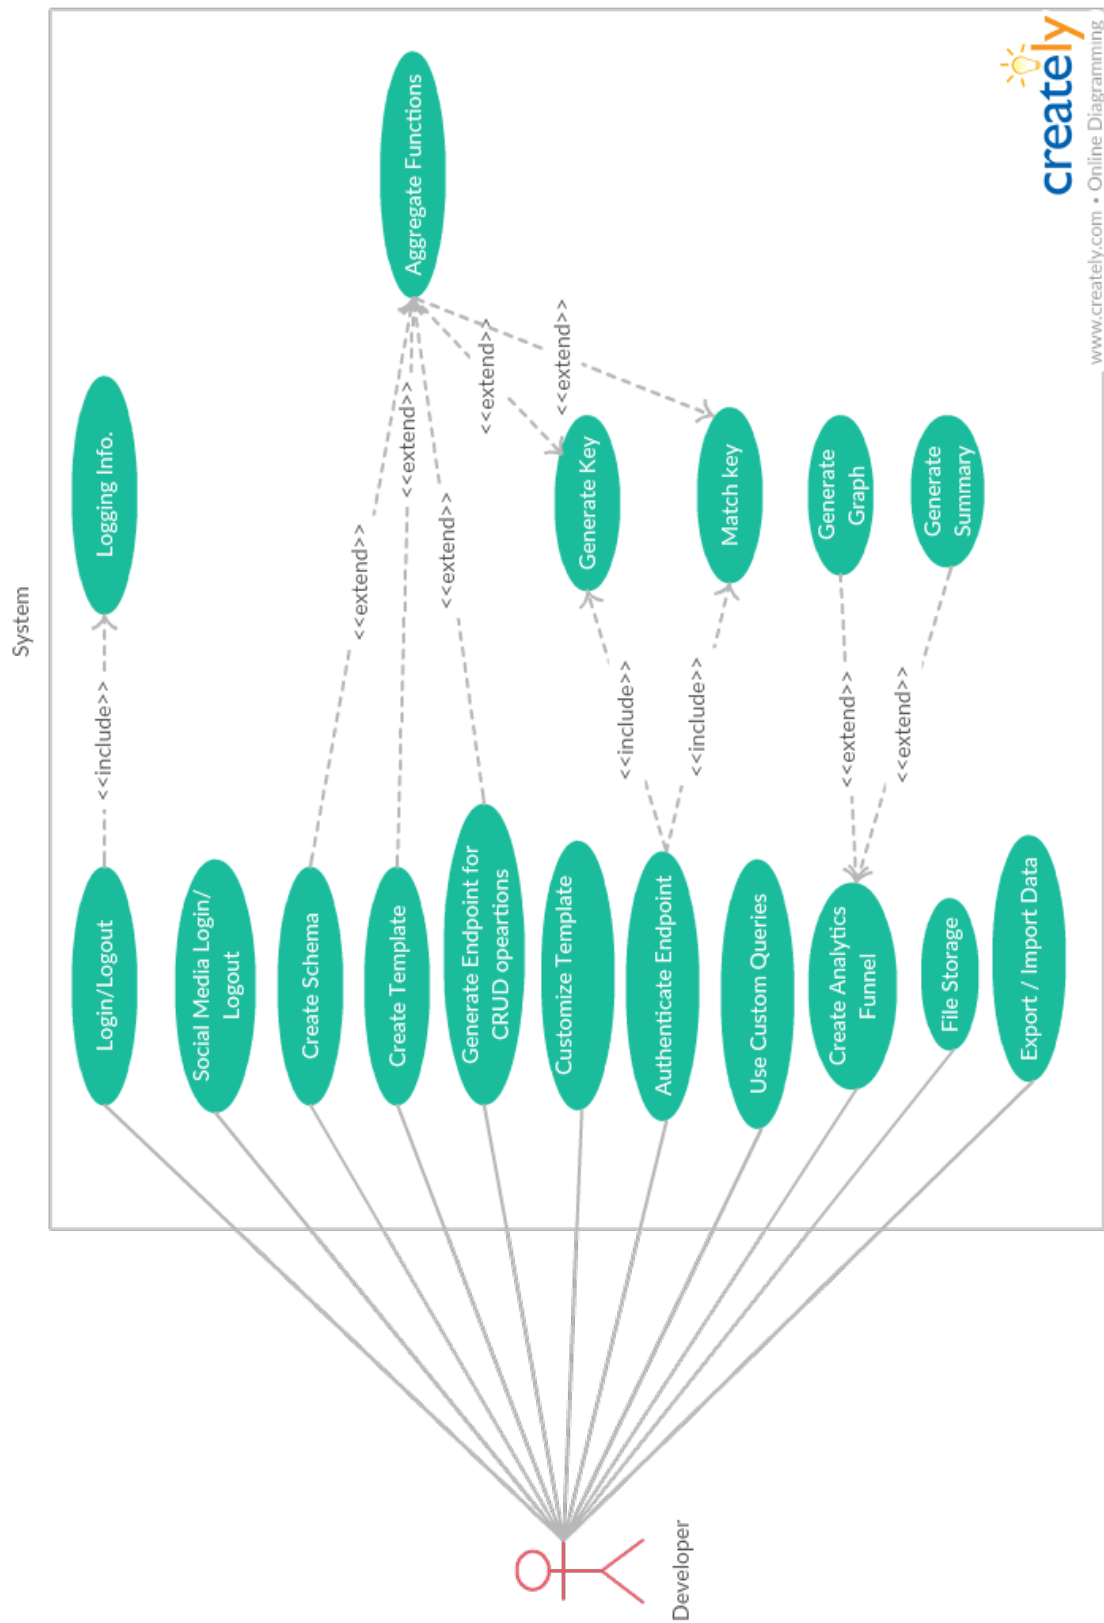 System
Login/Logout
<<include>>
Logging Info.
Social Media Login/
Logout
Create Schema
<<extend>>
Create Template
<<extend>>
Aggregate Functions
Generate Endpoint for
CRUD opeartions
<<extend>>
<<extend>>
<<extend>>
Customize Template
Generate Key
<<include>>
Authenticate Endpoint
<<include>>
Match key
Use Custom Queries
Create Analytics
Funnel
<<extend>>
Generate
Graph
<<extend>>
Generate
Summary
File Storage
Export / Import Data
Developer
creately
www.creately.com • Online Diagramming